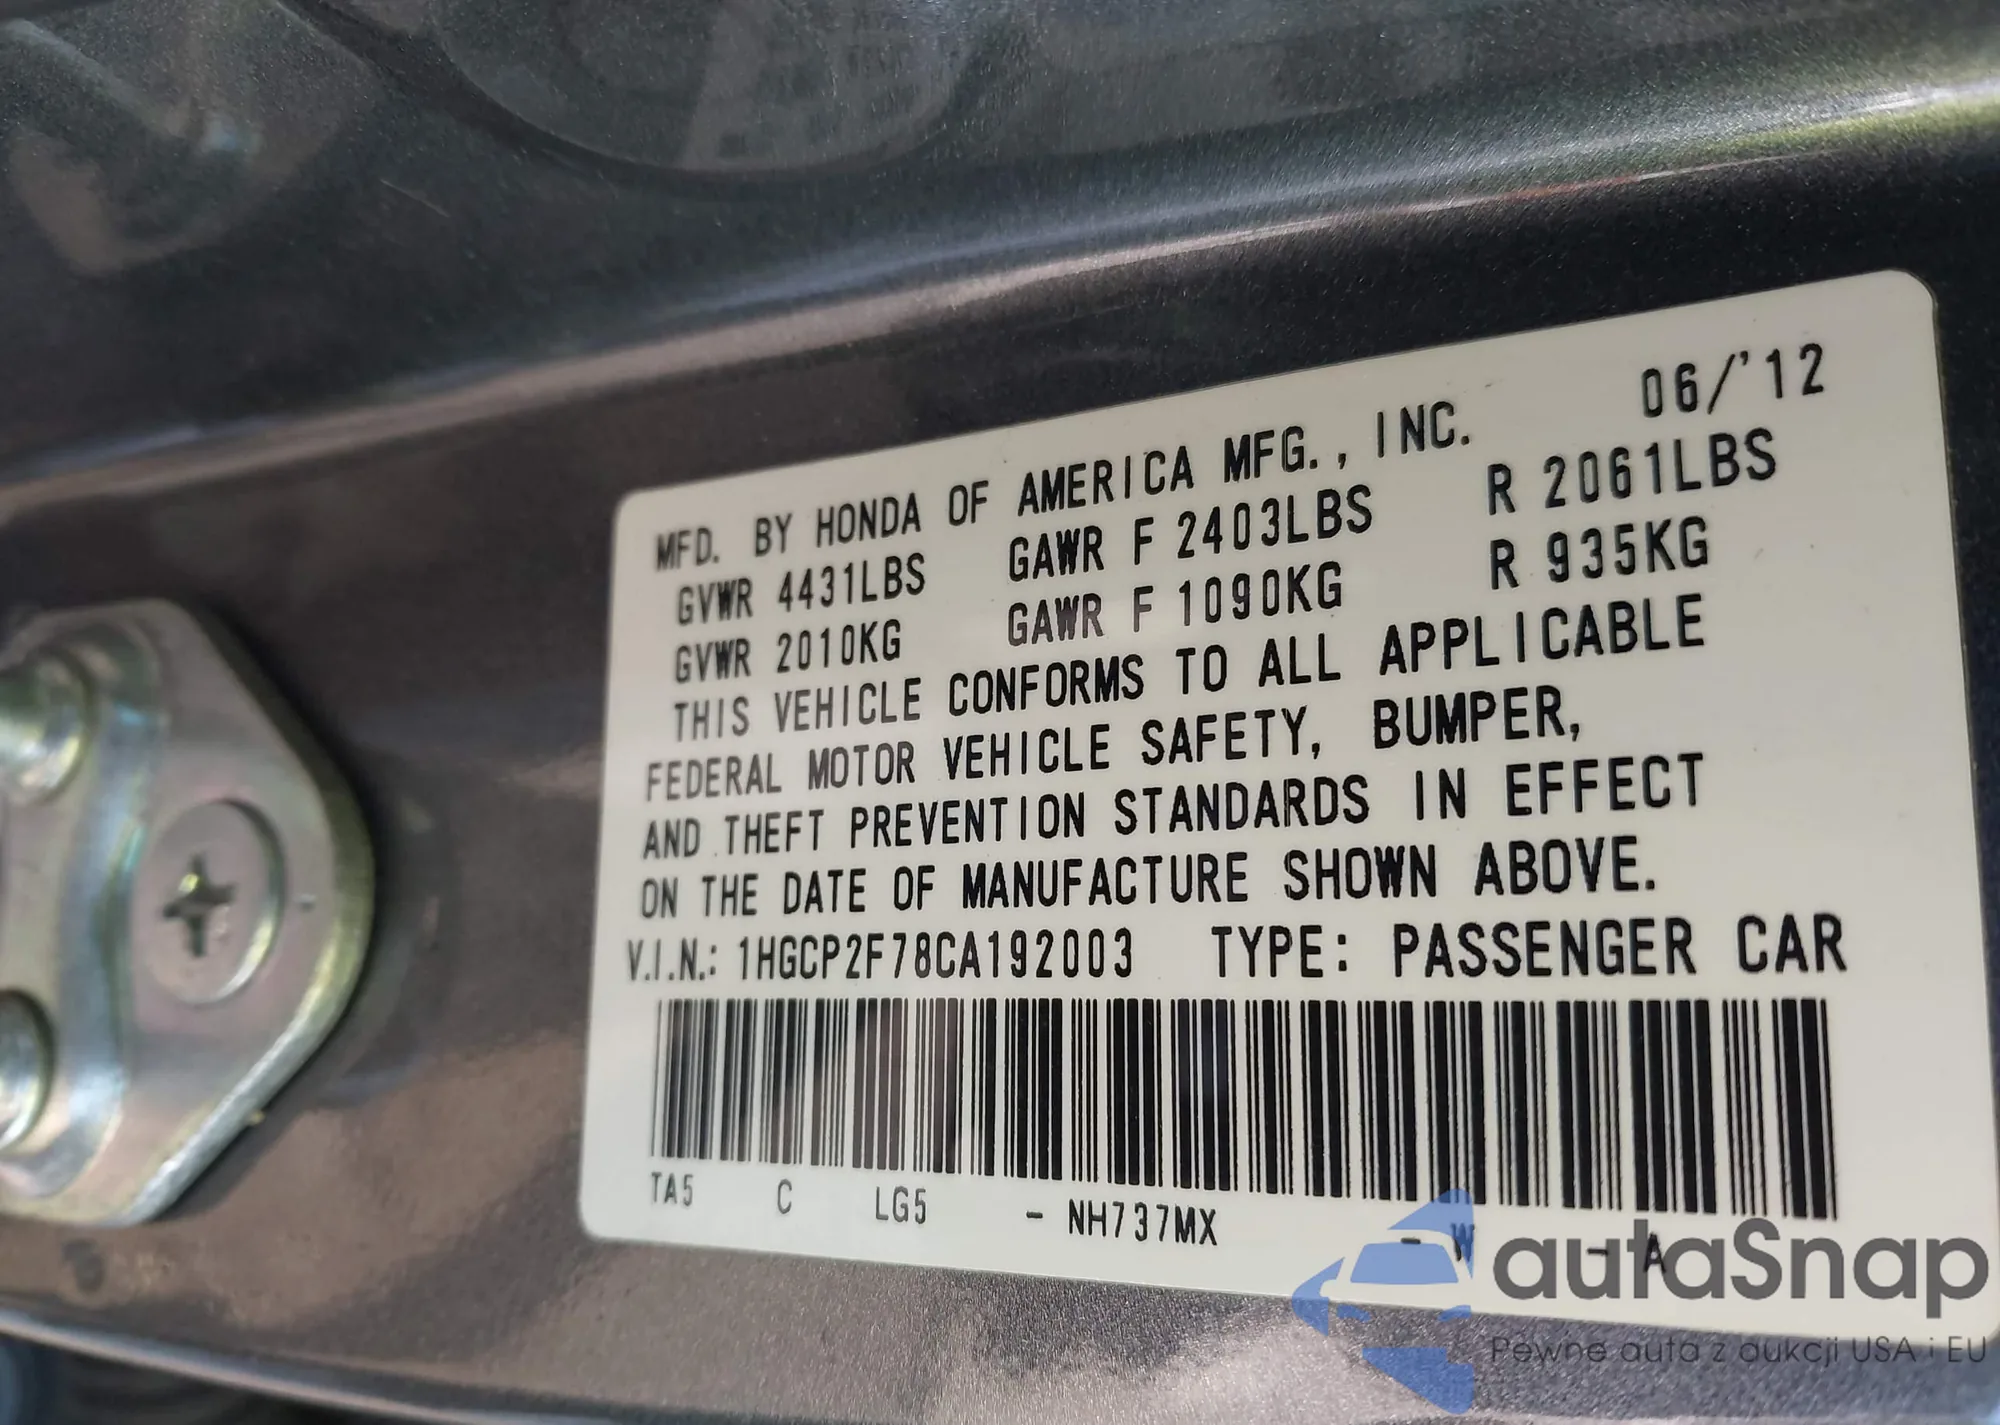 MFD. BY HONDA OF AMERICA MFG., INC. 06/'12
GVWR 4431LBS GAWR F 2403LBS R 2061LBS
GVWR 2010KG GAWR F 1090KG R 935KG
THIS VEHICLE CONFORMS TO ALL APPLICABLE
FEDERAL MOTOR VEHICLE SAFETY, BUMPER,
AND THEFT PREVENTION STANDARDS IN EFFECT
ON THE DATE OF MANUFACTURE SHOWN ABOVE.
V.I.N.: 1HGCP2F78CA192003 TYPE: PASSENGER CAR
TA5 C LG5 - NH737MX - W - A
autaSnap
Pewne auta z aukcji USA i EU